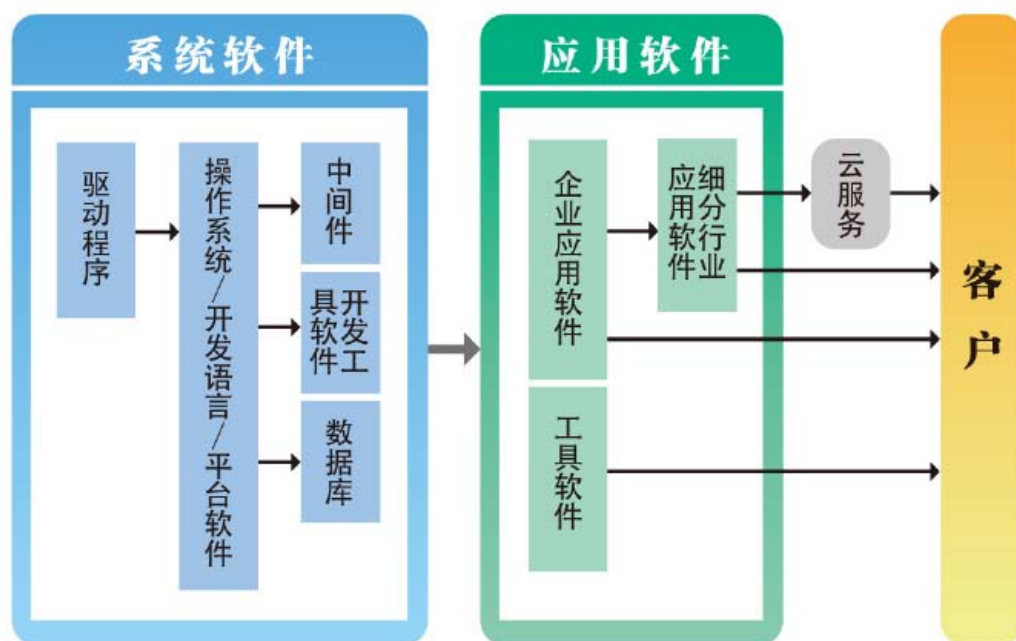 系统软件
驱动程序
操作系统/开发语言/平台软件
中间件
开发工
具软件
数据库
应用软件
企业应用软件
细分行业
应用软件
工具软件
云服务
客户